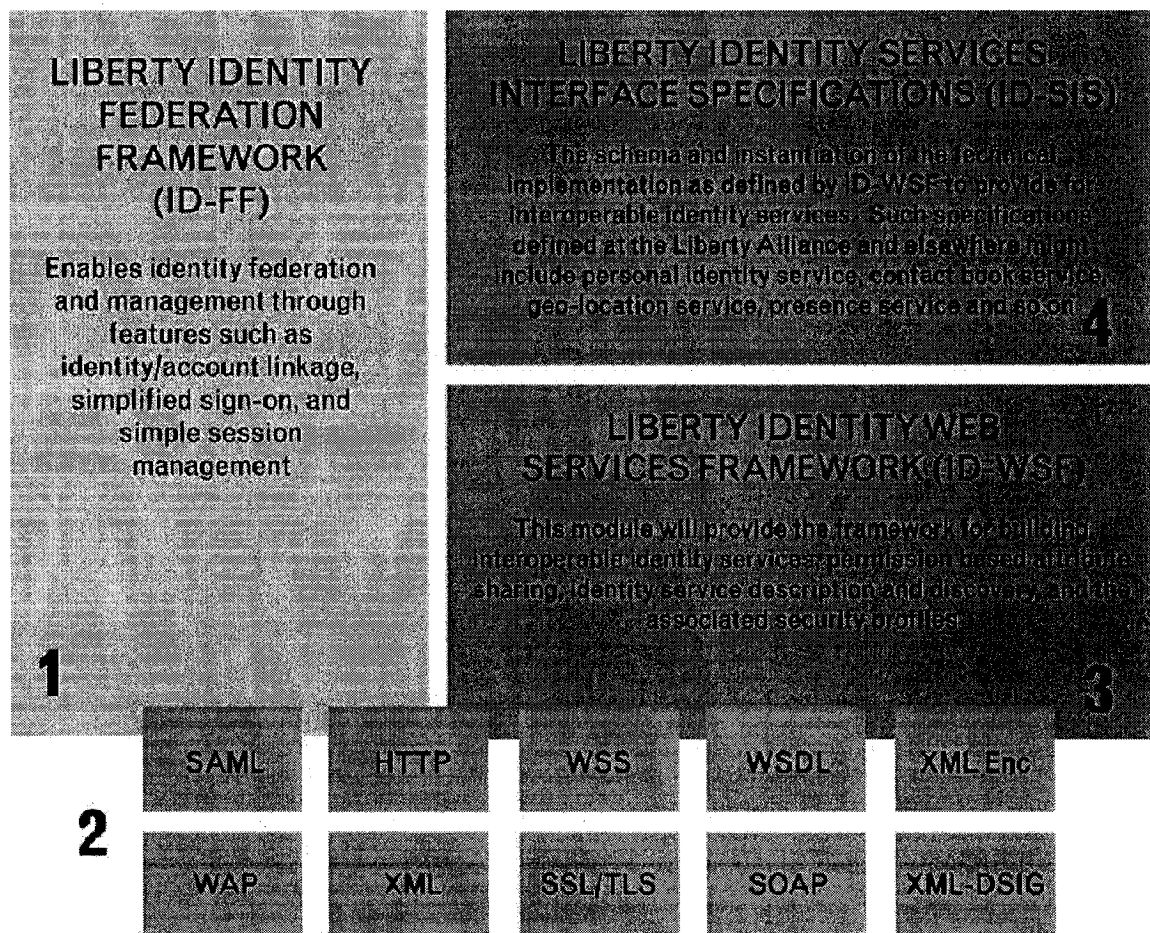 LIBERTY IDENTITY
FEDERATION
FRAMEWORK
(ID-FF)
Enables identity federation
and management through
features such as
identity/account linkage,
simplified sign-on, and
simple session
management
1
LIBERTY IDENTITY SERVICES
INTERFACE SPECIFICATIONS (ID-SIS)
The schema and instantiation of the technical
implementation as defined by ID-WSF to provide for
interoperable identity services. Such specifications
defined at the Liberty Alliance and elsewhere might
include personal identity service, contact book service,
geo-location service, presence service and so on
4
LIBERTY IDENTITY WEB
SERVICES FRAMEWORK (ID-WSF)
This module will provide the framework for building
interoperable identity services, permission based attribute
sharing, identity service description and discovery, and the
associated security profiles
3
2
SAML HTTP WSS WSDL XML Enc
WAP XML SSL/TLS SOAP XML-DSIG